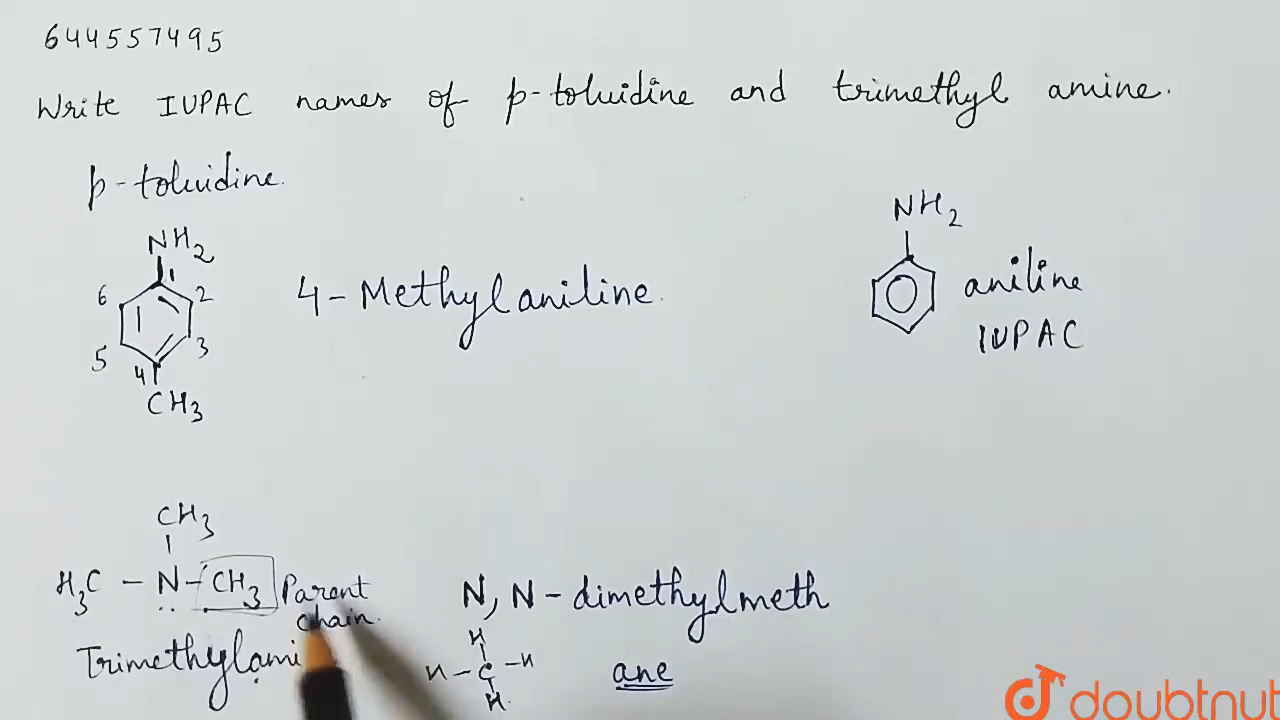 644557495
Write IUPAC names of p-toluidine and trimethyl amine.
p-toluidine.
NH2
1
6
2
5
3
4
CH3
4-Methylaniline.
NH2
aniline
IUPAC
CH3
H3C - N - CH3 Parent
chain.
Trimethylami
N, N-dimethylmeth
H
H - C - H
H
ane
doubtnut